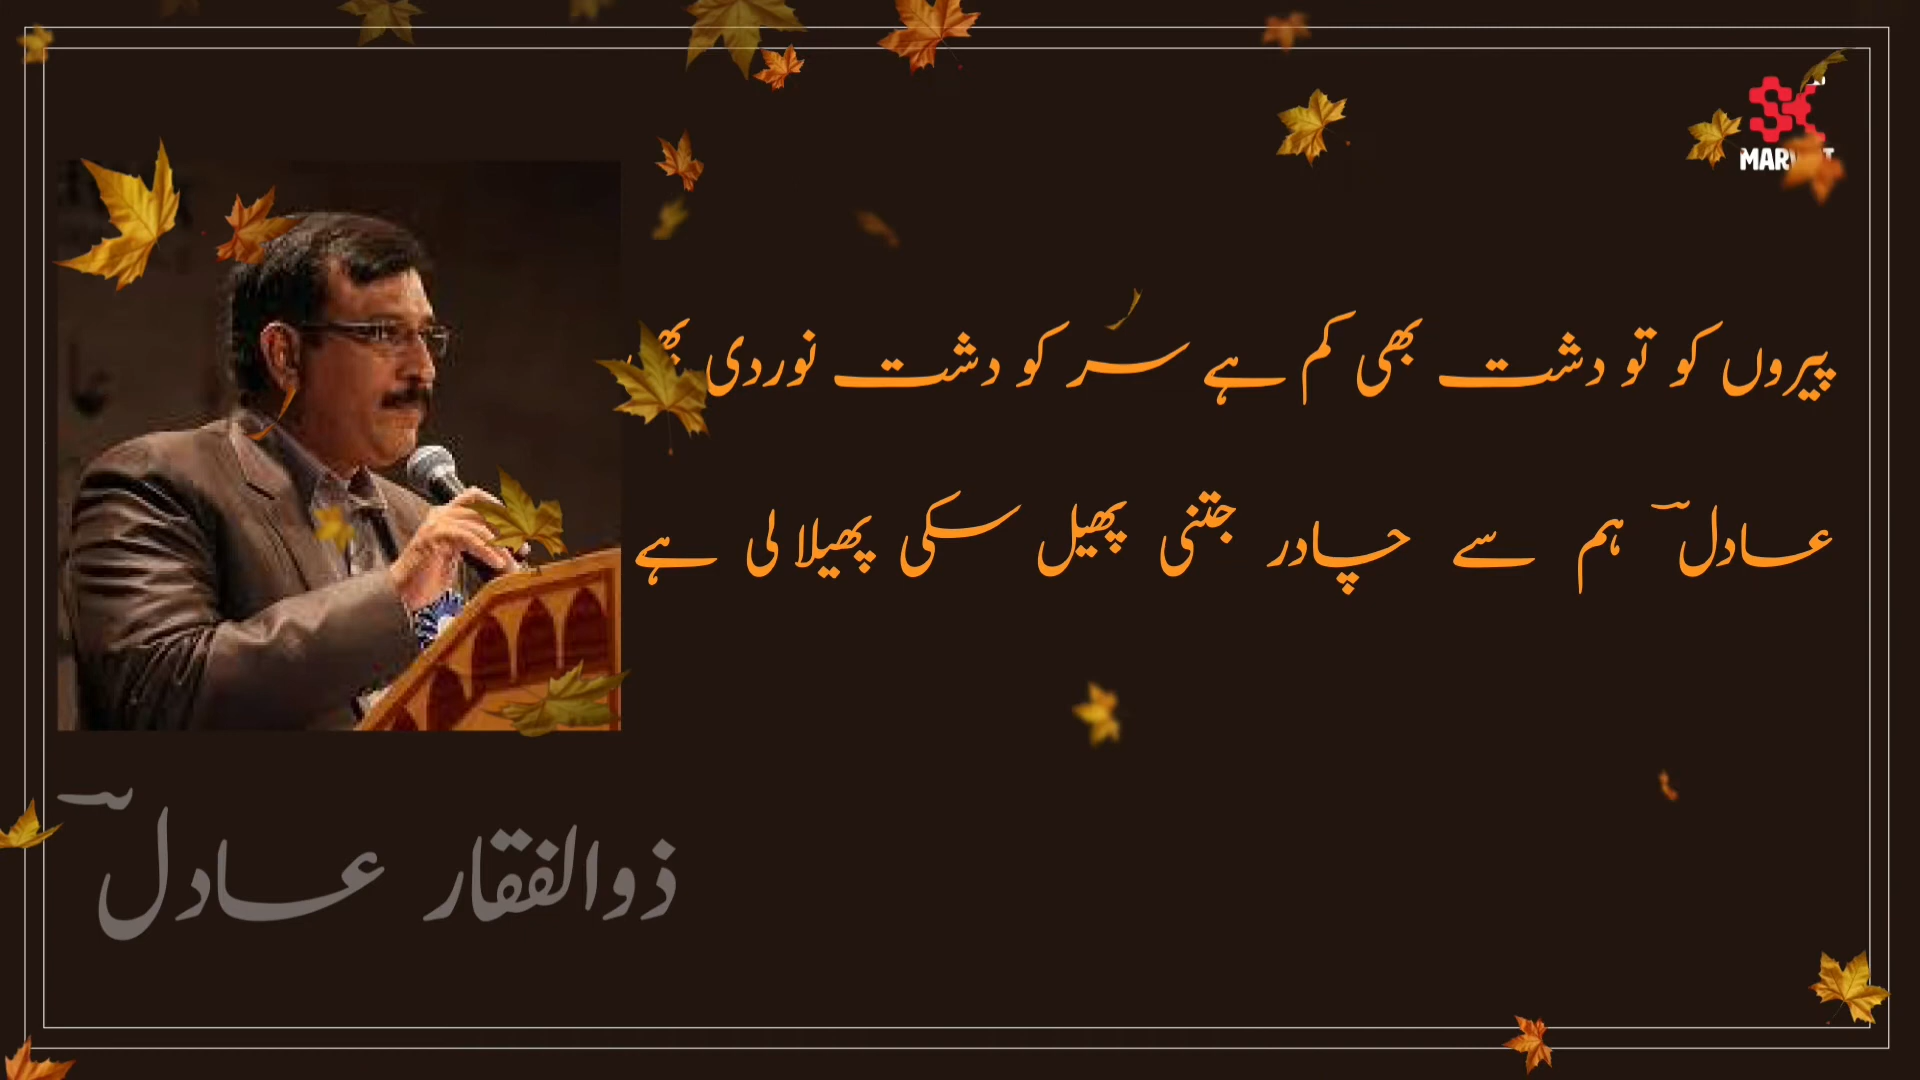 پیروں کو تو دشت بھی کم ہے سر کو دشت نوردی بھی
عادلؔ ہم سے چادر جتنی پھیل سکی پھیلا لی ہے
ذوالفقار عادلؔ